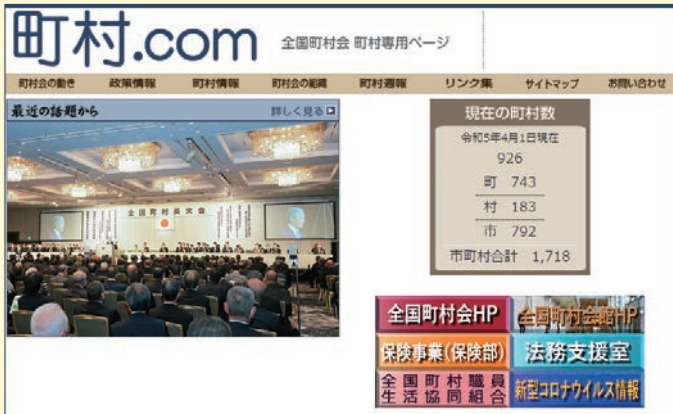 町村.com
全国町村会 町村専用ページ
町村会の動き 政策情報 町村情報 町村会の組織 町村週報 リンク集 サイトマップ お問い合わせ
最近の話題から 詳しく見る
全国町村長大会
現在の町村数
令和5年4月1日現在
926
町 743
村 183
市 792
市町村合計 1,718
全国町村会HP
全国町村会館HP
保険事業(保険部)
法務支援室
全国町村職員
生活協同組合
新型コロナウイルス情報